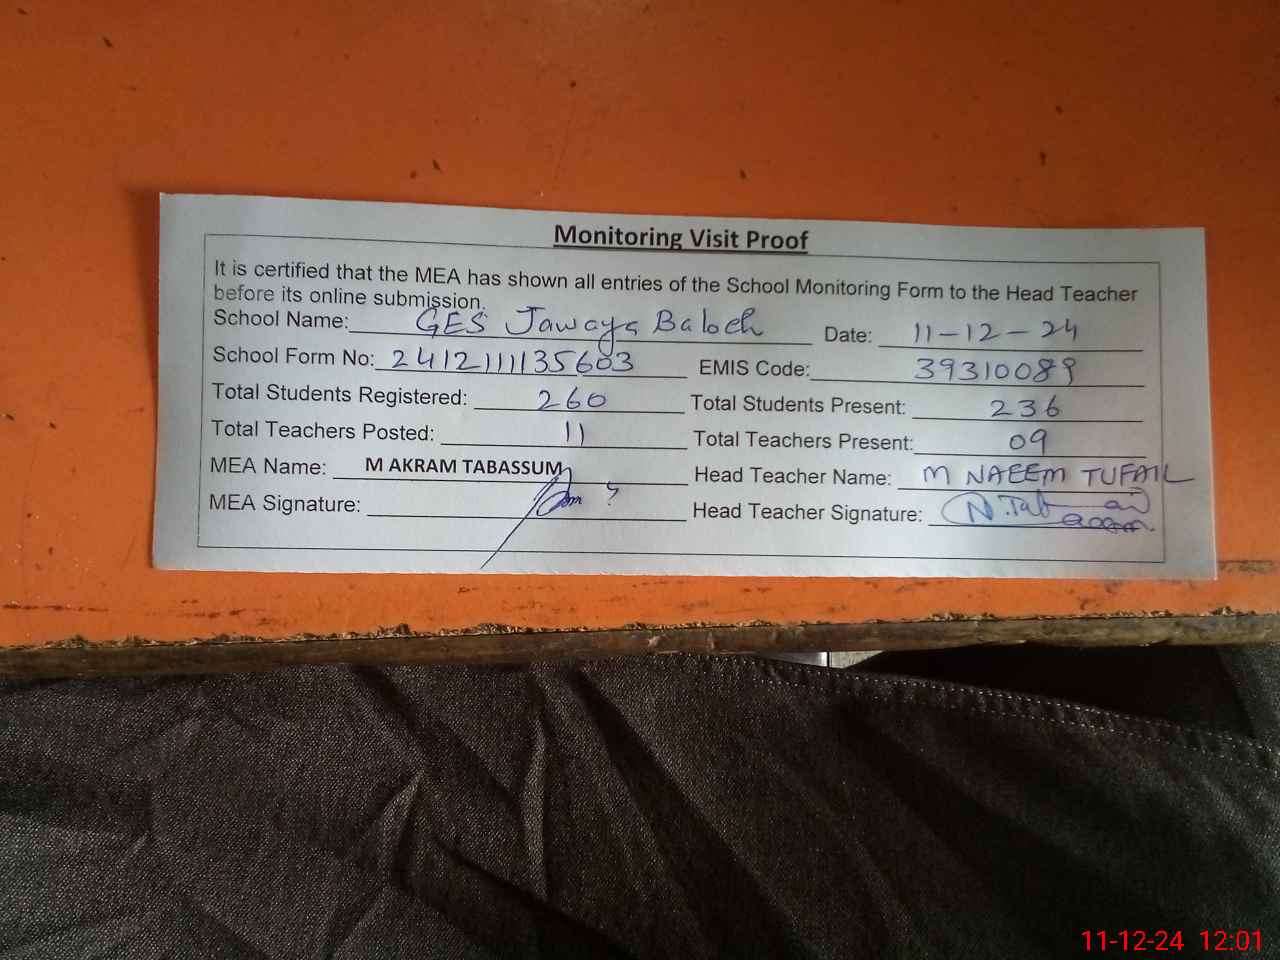 Monitoring Visit Proof
It is certified that the MEA has shown all entries of the School Monitoring Form to the Head Teacher
before its online submission.
School Name: GES Jawaya Baloch Date: 11-12-24
School Form No: 2412111135603 EMIS Code: 39310089
Total Students Registered: 260 Total Students Present: 236
Total Teachers Posted: 11 Total Teachers Present: 09
MEA Name: M AKRAM TABASSUM Head Teacher Name: M NAEEM TUFAIL
MEA Signature: Head Teacher Signature:
11-12-24 12:01